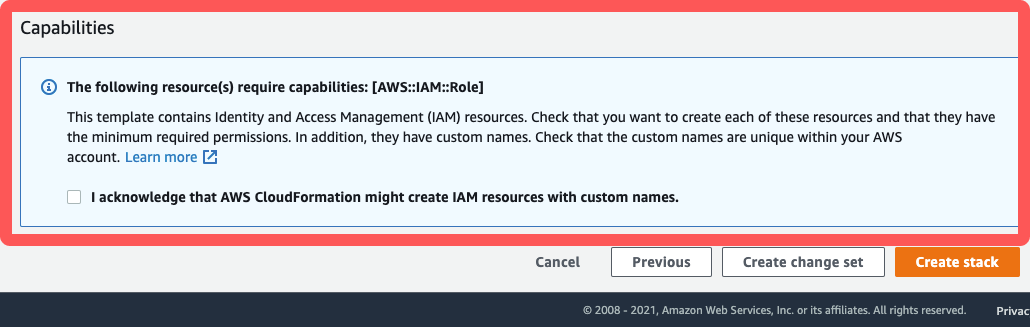 Capabilities
The following resource(s) require capabilities: [AWS::IAM::Role]
This template contains Identity and Access Management (IAM) resources. Check that you want to create each of these resources and that they have
the minimum required permissions. In addition, they have custom names. Check that the custom names are unique within your AWS
account. Learn more
I acknowledge that AWS CloudFormation might create IAM resources with custom names.
Cancel Previous Create change set Create stack
© 2008 - 2021, Amazon Web Services, Inc. or its affiliates. All rights reserved. Privac